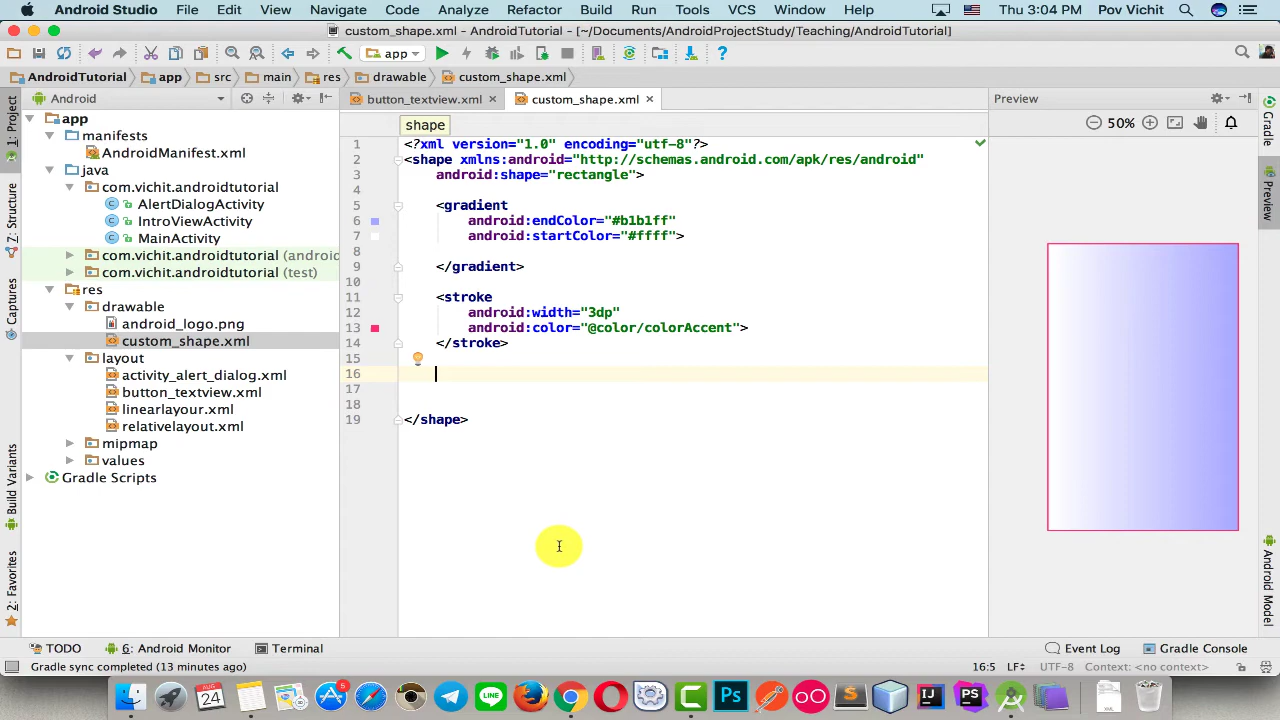 Android Studio File Edit View Navigate Code Analyze Refactor Build Run Tools VCS Window Help Thu 3:04 PM Pov Vichit
custom_shape.xml - AndroidTutorial - [~/Documents/AndroidProjectStudy/Teaching/AndroidTutorial]
app
AndroidTutorial app src main res drawable custom_shape.xml
Android
button_textview.xml custom_shape.xml
Preview
shape
50%
1: Project
7: Structure
Captures
Build Variants
2: Favorites
app
manifests
AndroidManifest.xml
java
com.vichit.androidtutorial
AlertDialogActivity
IntroViewActivity
MainActivity
com.vichit.androidtutorial (android
com.vichit.androidtutorial (test)
res
drawable
android_logo.png
custom_shape.xml
layout
activity_alert_dialog.xml
button_textview.xml
linearlayour.xml
relativelayout.xml
mipmap
values
Gradle Scripts
1 <?xml version="1.0" encoding="utf-8"?>
2 <shape xmlns:android="http://schemas.android.com/apk/res/android"
3 android:shape="rectangle">
4
5 <gradient
6 android:endColor="#b1b1ff"
7 android:startColor="#ffff">
8
9 </gradient>
10
11 <stroke
12 android:width="3dp"
13 android:color="@color/colorAccent">
14 </stroke>
15
16
17
18
19 </shape>
Gradle
Preview
Android Model
TODO 6: Android Monitor Terminal Event Log Gradle Console
Gradle sync completed (13 minutes ago) 16:5 LF UTF-8 Context: <no context>
AUG
24
5
LINE
Ps
S
IJ
PS
XML